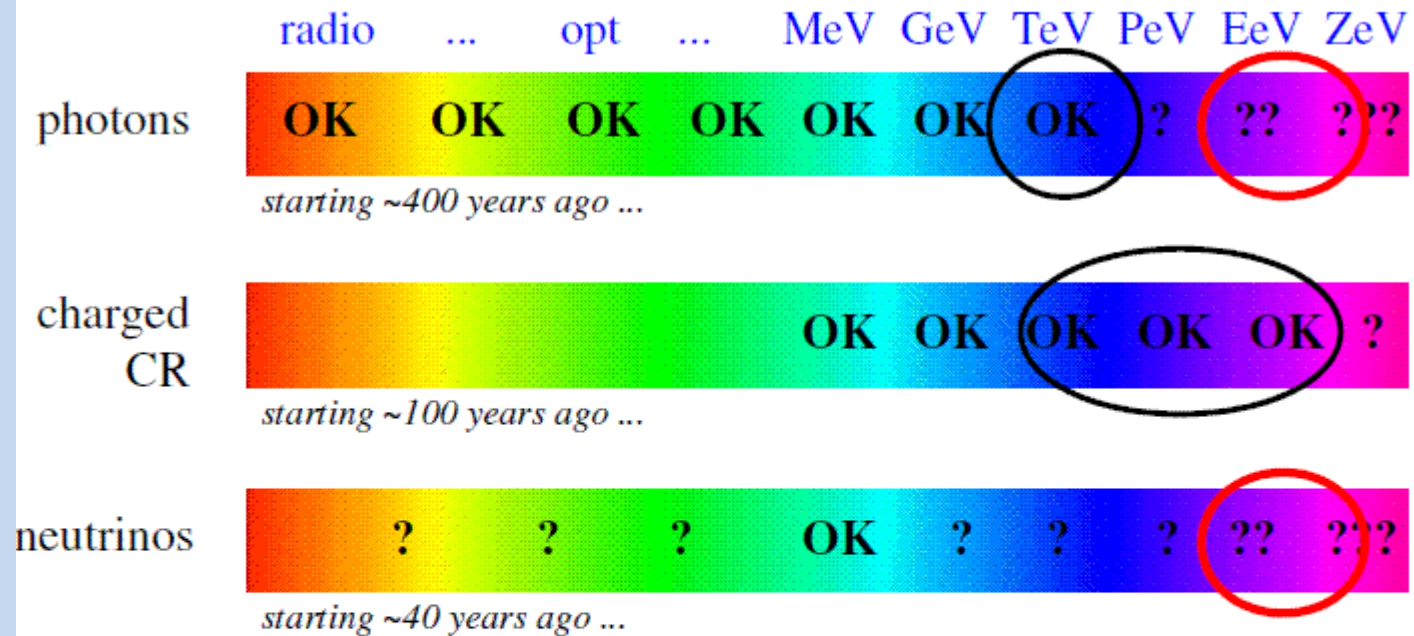 radio ... opt ... MeV GeV TeV PeV EeV ZeV
photons OK OK OK OK OK OK OK ? ?? ???
starting ~400 years ago ...
charged
CR
OK OK OK OK OK ?
starting ~100 years ago ...
neutrinos ? ? ? OK ? ? ? ?? ???
starting ~40 years ago ...